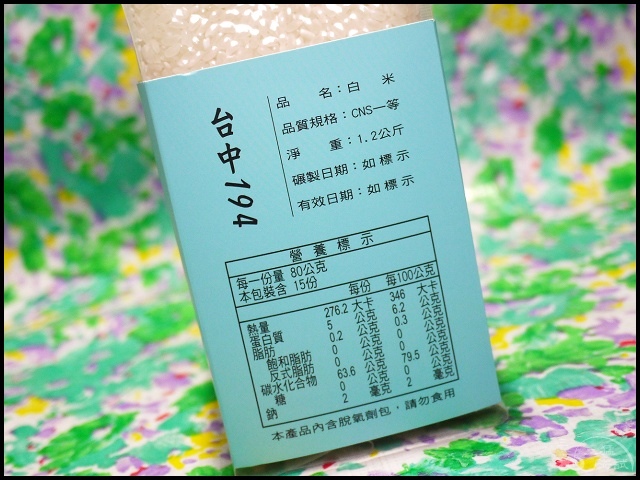 台中194
品 名：白 米
品質規格：CNS一等
淨 重：1.2公斤
碾製日期：如標示
有效日期：如標示
營養標示
每一份量 80公克
本包裝含 15份
每份 每100公克
熱量 276.2 大卡 346 大卡
蛋白質 5 公克 6.2 公克
脂肪 0.2 公克 0.3 公克
飽和脂肪 0 公克 0 公克
反式脂肪 0 公克 0 公克
碳水化合物 63.6 公克 79.5 公克
糖 0 公克 0 公克
鈉 2 毫克 2 毫克
本產品內含脫氧劑包，請勿食用